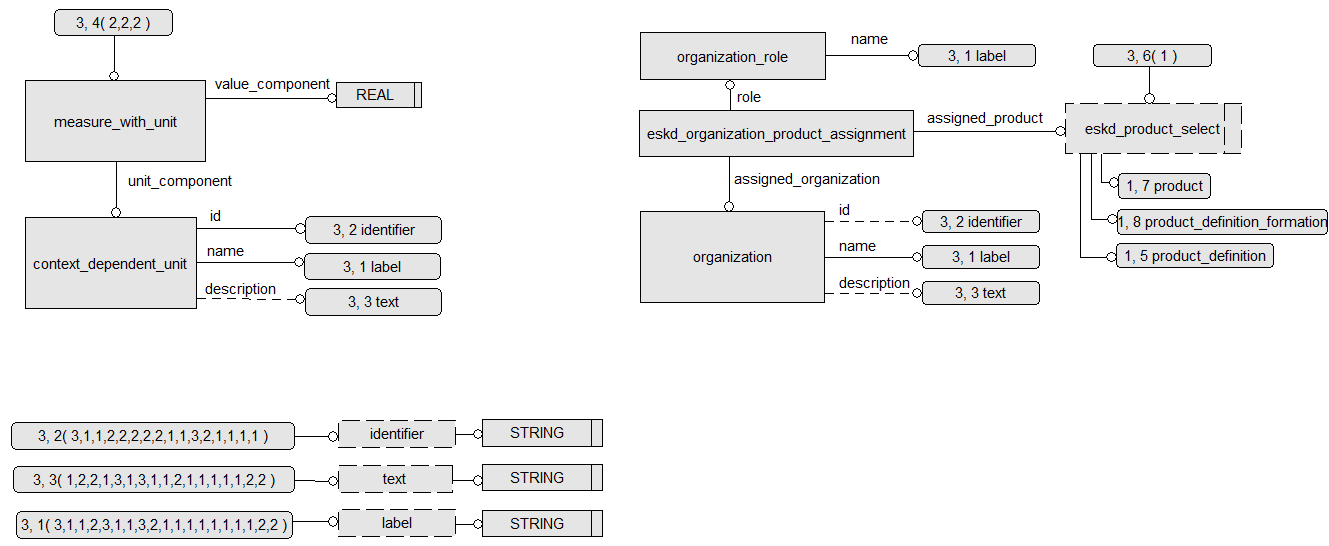 3, 4( 2,2,2 )
value_component
REAL
measure_with_unit
unit_component
id
3, 2 identifier
name
3, 1 label
context_dependent_unit
description
3, 3 text
name
organization_role
3, 1 label
3, 6( 1 )
role
assigned_product
eskd_organization_product_assignment
eskd_product_select
assigned_organization
1, 7 product
id
3, 2 identifier
1, 8 product_definition_formation
name
organization
3, 1 label
1, 5 product_definition
description
3, 3 text
3, 2( 3,1,1,2,2,2,2,2,1,1,3,2,1,1,1,1 )
identifier
STRING
3, 3( 1,2,2,1,3,1,3,1,1,2,1,1,1,1,1,2,2 )
text
STRING
3, 1( 3,1,1,2,3,1,1,3,2,1,1,1,1,1,1,1,1,2,2 )
label
STRING